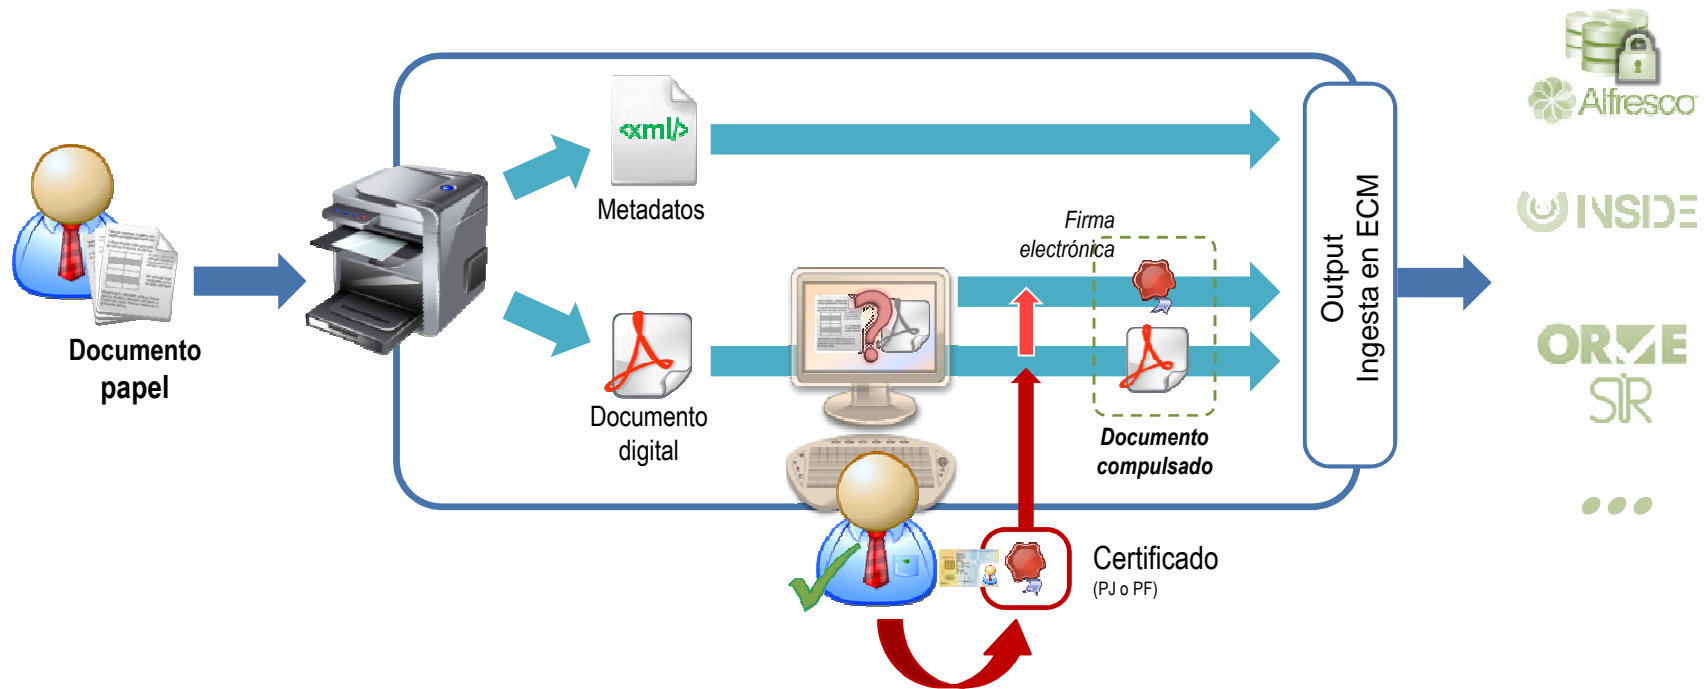 Documento
papel
<xml/>
Metadatos
Documento
digital
Firma
electrónica
Documento
compulsado
Certificado
(PJ o PF)
Output
Ingesta en ECM
Alfresco
INSIDE
ORVE
SIR
...